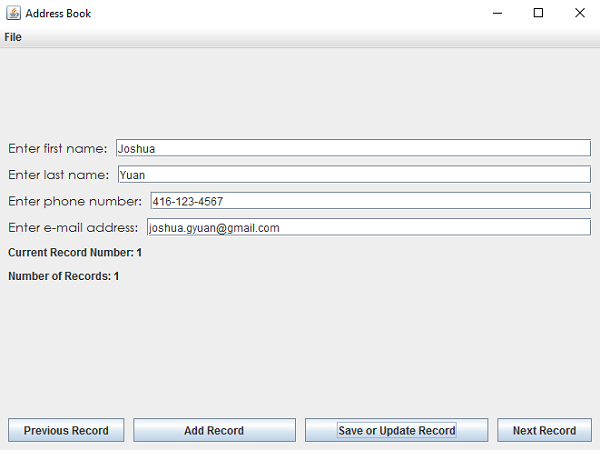 Address Book
File
Enter first name: Joshua
Enter last name: Yuan
Enter phone number: 416-123-4567
Enter e-mail address: joshua.gyuan@gmail.com
Current Record Number: 1
Number of Records: 1
Previous Record Add Record Save or Update Record Next Record